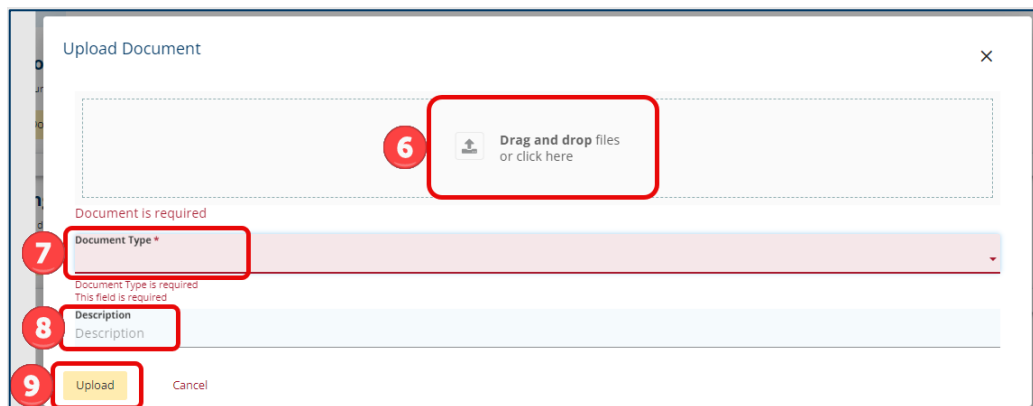 Upload Document
×
6
Drag and drop files
or click here
Document is required
7
Document Type *
Document Type is required
This field is required
8
Description
Description
9
Upload
Cancel